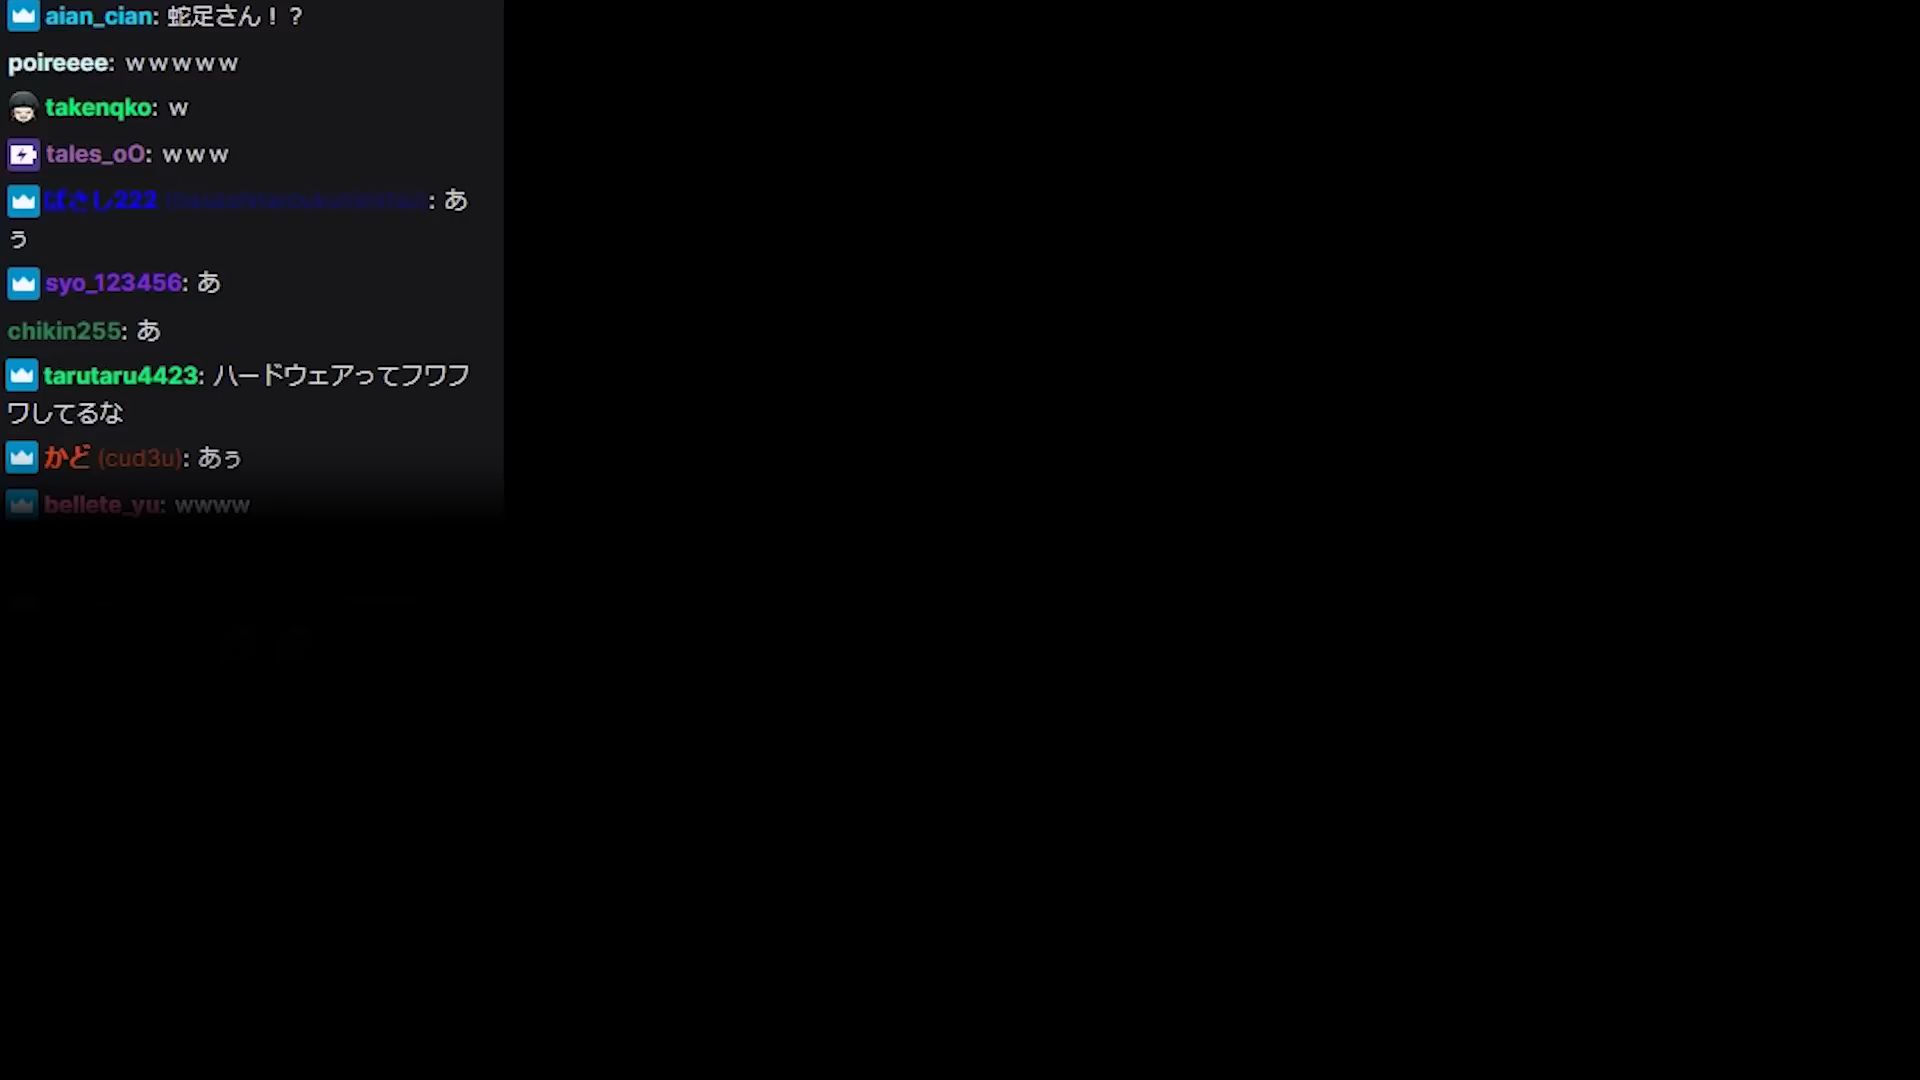 aian_cian: 蛇足さん！？
poireeee: ｗｗｗｗｗ
takenqko: w
tales_oO: ｗｗｗ
ばさし222 : あ
ぅ
syo_123456: あ
chikin255: あ
tarutaru4423: ハードウェアってフワフ
ワしてるな
かど (cud3u): あぅ
bellete_yu: wwww